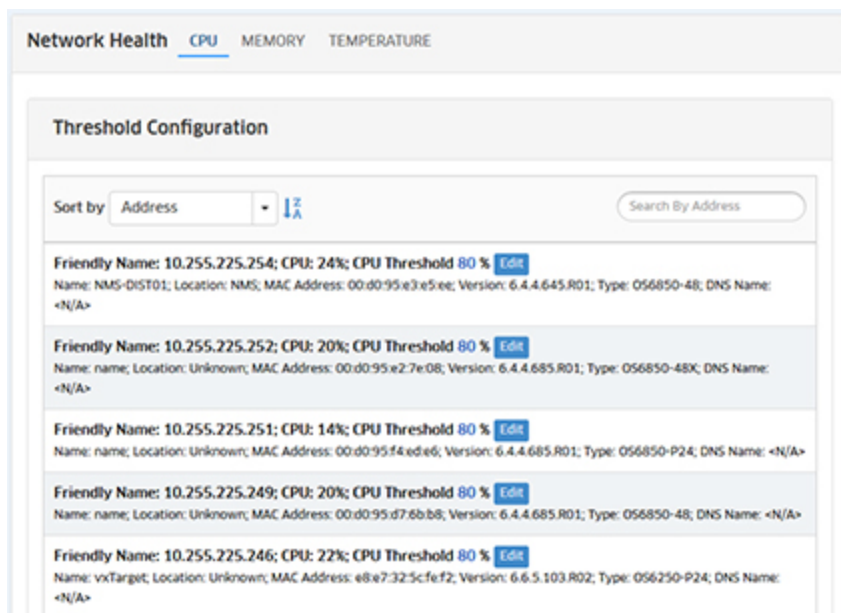 Network Health CPU MEMORY TEMPERATURE
Threshold Configuration
Sort by Address Search By Address
Friendly Name: 10.255.225.254; CPU: 24%; CPU Threshold 80 % Edit
Name: NMS-DIST01; Location: NMS; MAC Address: 00:d0:95:e3:e5:ee; Version: 6.4.4.645.R01; Type: OS6850-48; DNS Name:
<N/A>
Friendly Name: 10.255.225.252; CPU: 20%; CPU Threshold 80 % Edit
Name: name; Location: Unknown; MAC Address: 00:d0:95:e2:7e:08; Version: 6.4.4.685.R01; Type: OS6850-48X; DNS Name:
<N/A>
Friendly Name: 10.255.225.251; CPU: 14%; CPU Threshold 80 % Edit
Name: name; Location: Unknown; MAC Address: 00:d0:95:f4:ed:e6; Version: 6.4.4.685.R01; Type: OS6850-P24; DNS Name: <N/A>
Friendly Name: 10.255.225.249; CPU: 20%; CPU Threshold 80 % Edit
Name: name; Location: Unknown; MAC Address: 00:d0:95:d7:6b:b8; Version: 6.4.4.685.R01; Type: OS6850-48; DNS Name: <N/A>
Friendly Name: 10.255.225.246; CPU: 22%; CPU Threshold 80 % Edit
Name: vxTarget; Location: Unknown; MAC Address: e8:e7:32:5c:fe:f2; Version: 6.6.5.103.R02; Type: OS6250-P24; DNS Name:
<N/A>